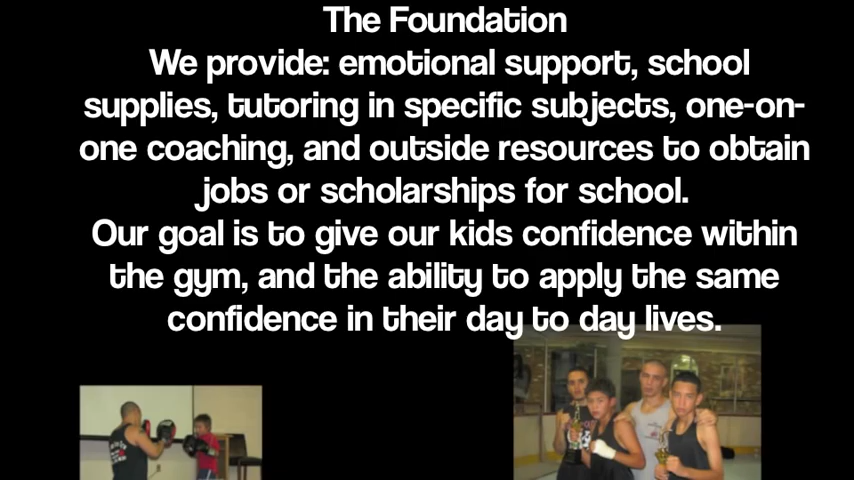 The Foundation
We provide: emotional support, school
supplies, tutoring in specific subjects, one-on-
one coaching, and outside resources to obtain
jobs or scholarships for school.
Our goal is to give our kids confidence within
the gym, and the ability to apply the same
confidence in their day to day lives.